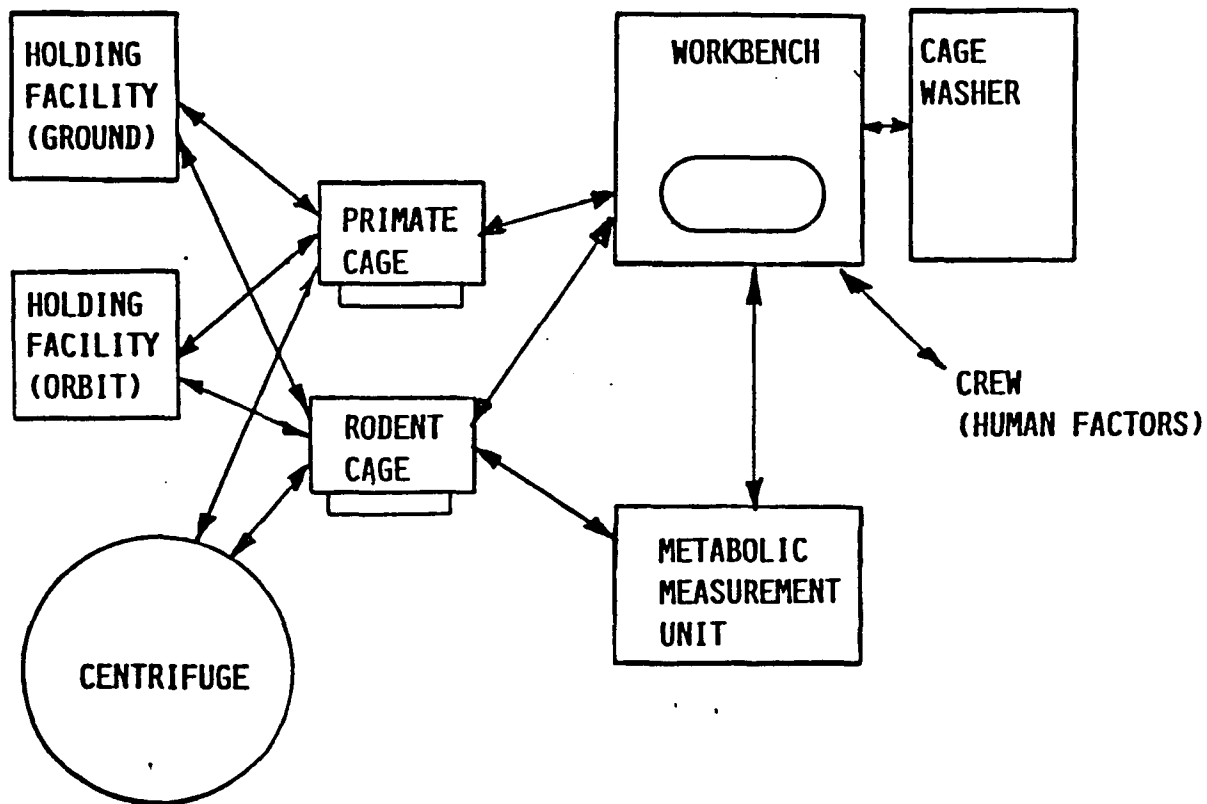 HOLDING
FACILITY
(GROUND)
HOLDING
FACILITY
(ORBIT)
CENTRIFUGE
PRIMATE
CAGE
RODENT
CAGE
WORKBENCH
CAGE
WASHER
CREW
(HUMAN FACTORS)
METABOLIC
MEASUREMENT
UNIT